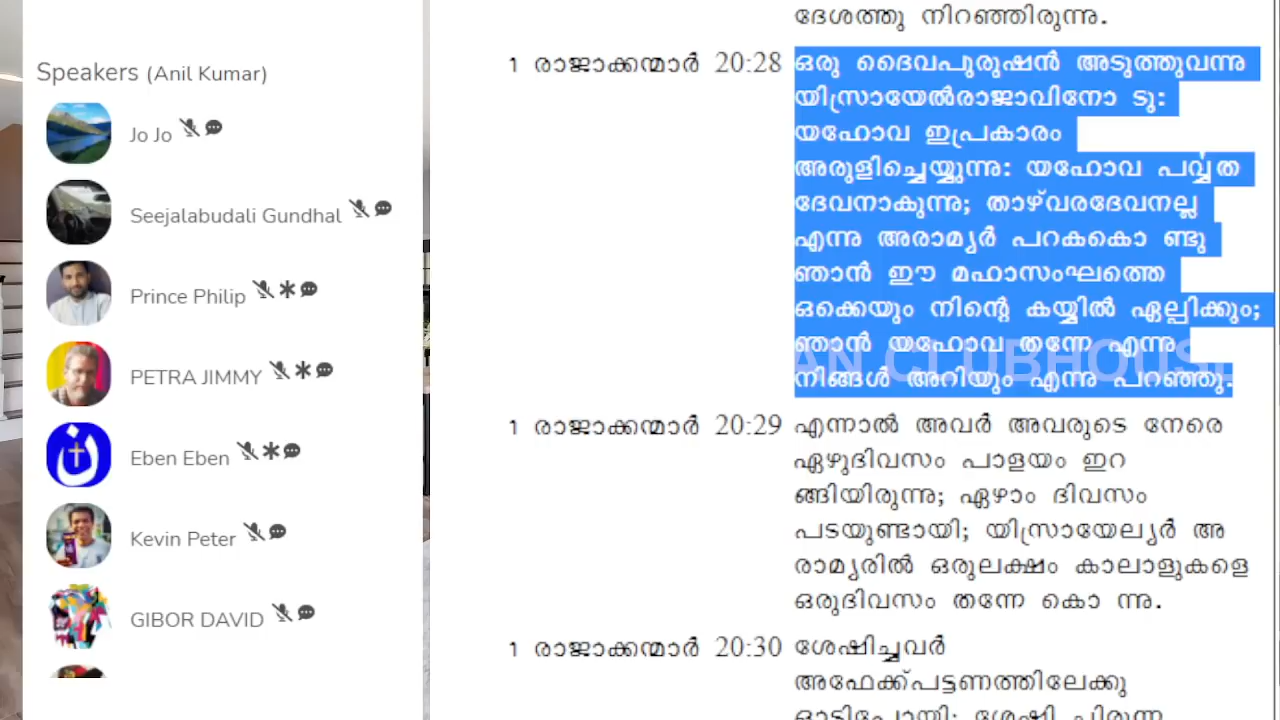 Speakers (Anil Kumar)
Jo Jo
Seejalabudali Gundhal
Prince Philip
PETRA JIMMY
Eben Eben
Kevin Peter
GIBOR DAVID
ദേശത്തു നിറഞ്ഞിരുന്നു.
1 രാജാക്കന്മാർ 20:28 ഒരു ദൈവപുരുഷൻ അടുത്തുവന്നു
യിസ്രായേൽരാജാവിനോ ടു:
യഹോവ ഇപ്രകാരം
അരുളിച്ചെയ്യുന്നു: യഹോവ പർവ്വത
ദേവനാകുന്നു; താഴ്വരദേവനല്ല
എന്നു അരാമ്യർ പറകകൊ ണ്ടു
ഞാൻ ഈ മഹാസംഘത്തെ
ഒക്കെയും നിന്റെ കയ്യിൽ ഏല്പിക്കും;
ഞാൻ യഹോവ തന്നേ എന്നു
നിങ്ങൾ അറിയും എന്നു പറഞ്ഞു.
AN CLUBHOUSE
1 രാജാക്കന്മാർ 20:29 എന്നാൽ അവർ അവരുടെ നേരെ
ഏഴുദിവസം പാളയം ഇറ
ങ്ങിയിരുന്നു; ഏഴാം ദിവസം
പടയുണ്ടായി; യിസ്രായേല്യർ അ
രാമ്യരിൽ ഒരുലക്ഷം കാലാളുകളെ
ഒരുദിവസം തന്നേ കൊ ന്നു.
1 രാജാക്കന്മാർ 20:30 ശേഷിച്ചവർ
അഫേക്ക്പട്ടണത്തിലേക്കു
ഓടിപ്പോയി; ശേഷി ച്ചിരുന്ന